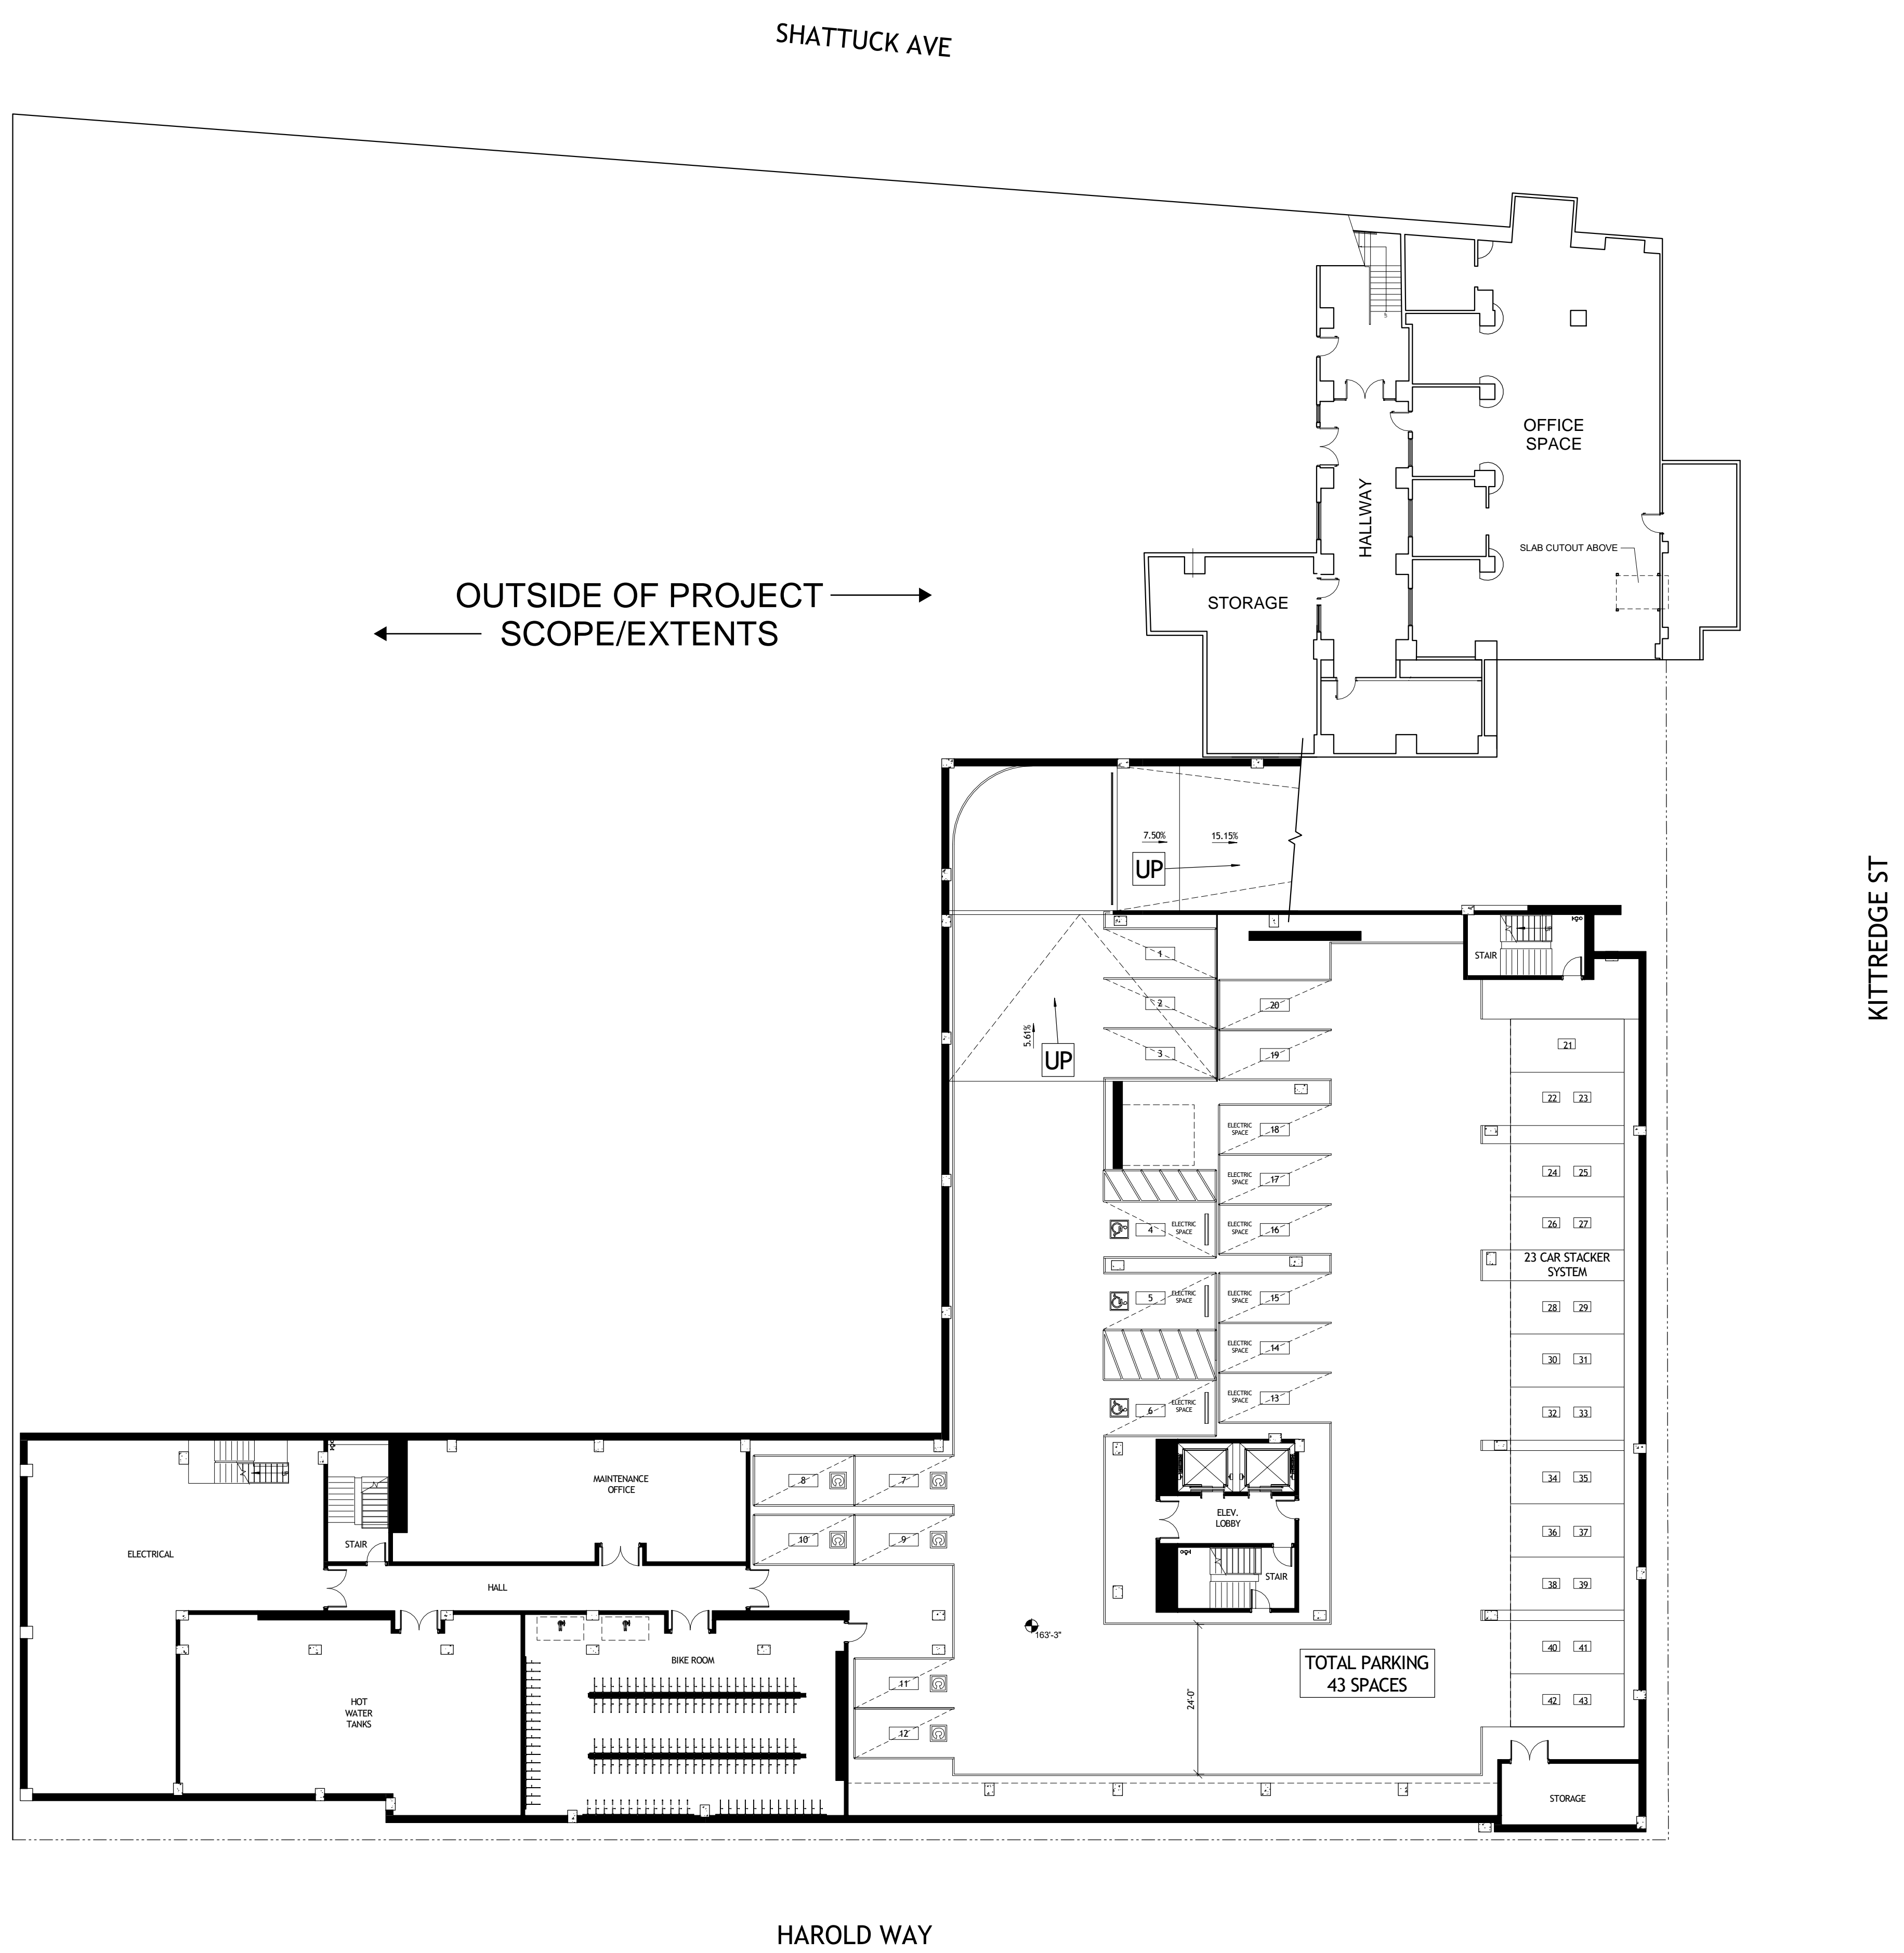 SHATTUCK AVE
OFFICE
SPACE
HALLWAY
SLAB CUTOUT ABOVE
OUTSIDE OF PROJECT
SCOPE/EXTENTS
STORAGE
7.50%
15.15%
UP
KITTREDGE ST
STAIR
1
2
20
5.61%
UP
3
19
21
22 23
ELECTRIC
SPACE
18
24 25
ELECTRIC
SPACE
17
4
ELECTRIC
SPACE
ELECTRIC
SPACE
16
26 27
23 CAR STACKER
SYSTEM
5
ELECTRIC
SPACE
ELECTRIC
SPACE
15
28 29
ELECTRIC
SPACE
14
30 31
6
ELECTRIC
SPACE
ELECTRIC
SPACE
13
32 33
MAINTENANCE
OFFICE
8
7
34 35
ELEV.
LOBBY
ELECTRICAL
STAIR
10
9
36 37
HALL
STAIR
38 39
163'-3"
BIKE ROOM
TOTAL PARKING
43 SPACES
40 41
HOT
WATER
TANKS
11
24'-0"
42 43
12
STORAGE
HAROLD WAY